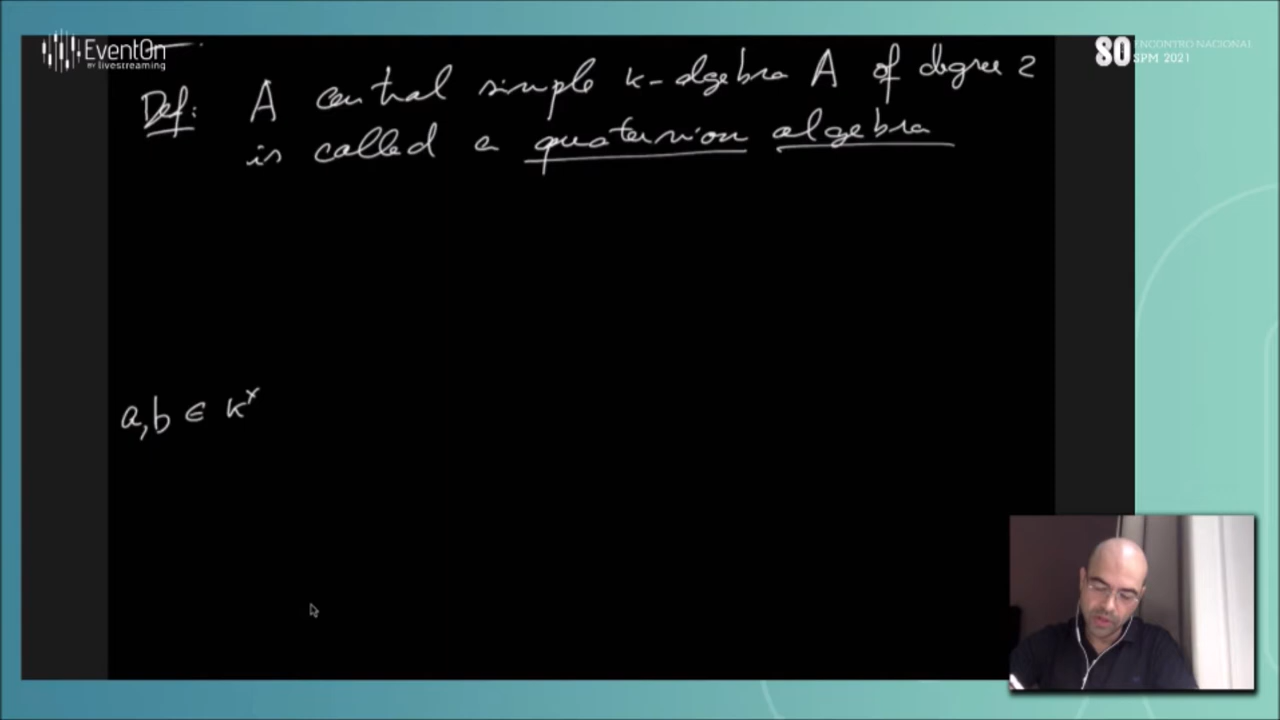 EventOn
BY livestreaming
80 ENCONTRO NACIONAL
SPM 2021
Def: A central simple k-algebra A of degree 2
is called a quaternion algebra
a,b ∈ k^×